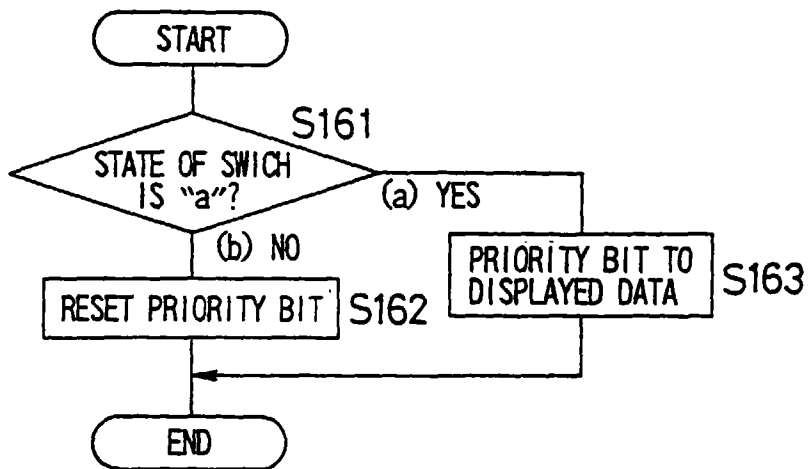 START
S161
STATE OF SWICH
IS "a"?
(a) YES
(b) NO
PRIORITY BIT TO
DISPLAYED DATA
S163
RESET PRIORITY BIT
S162
END